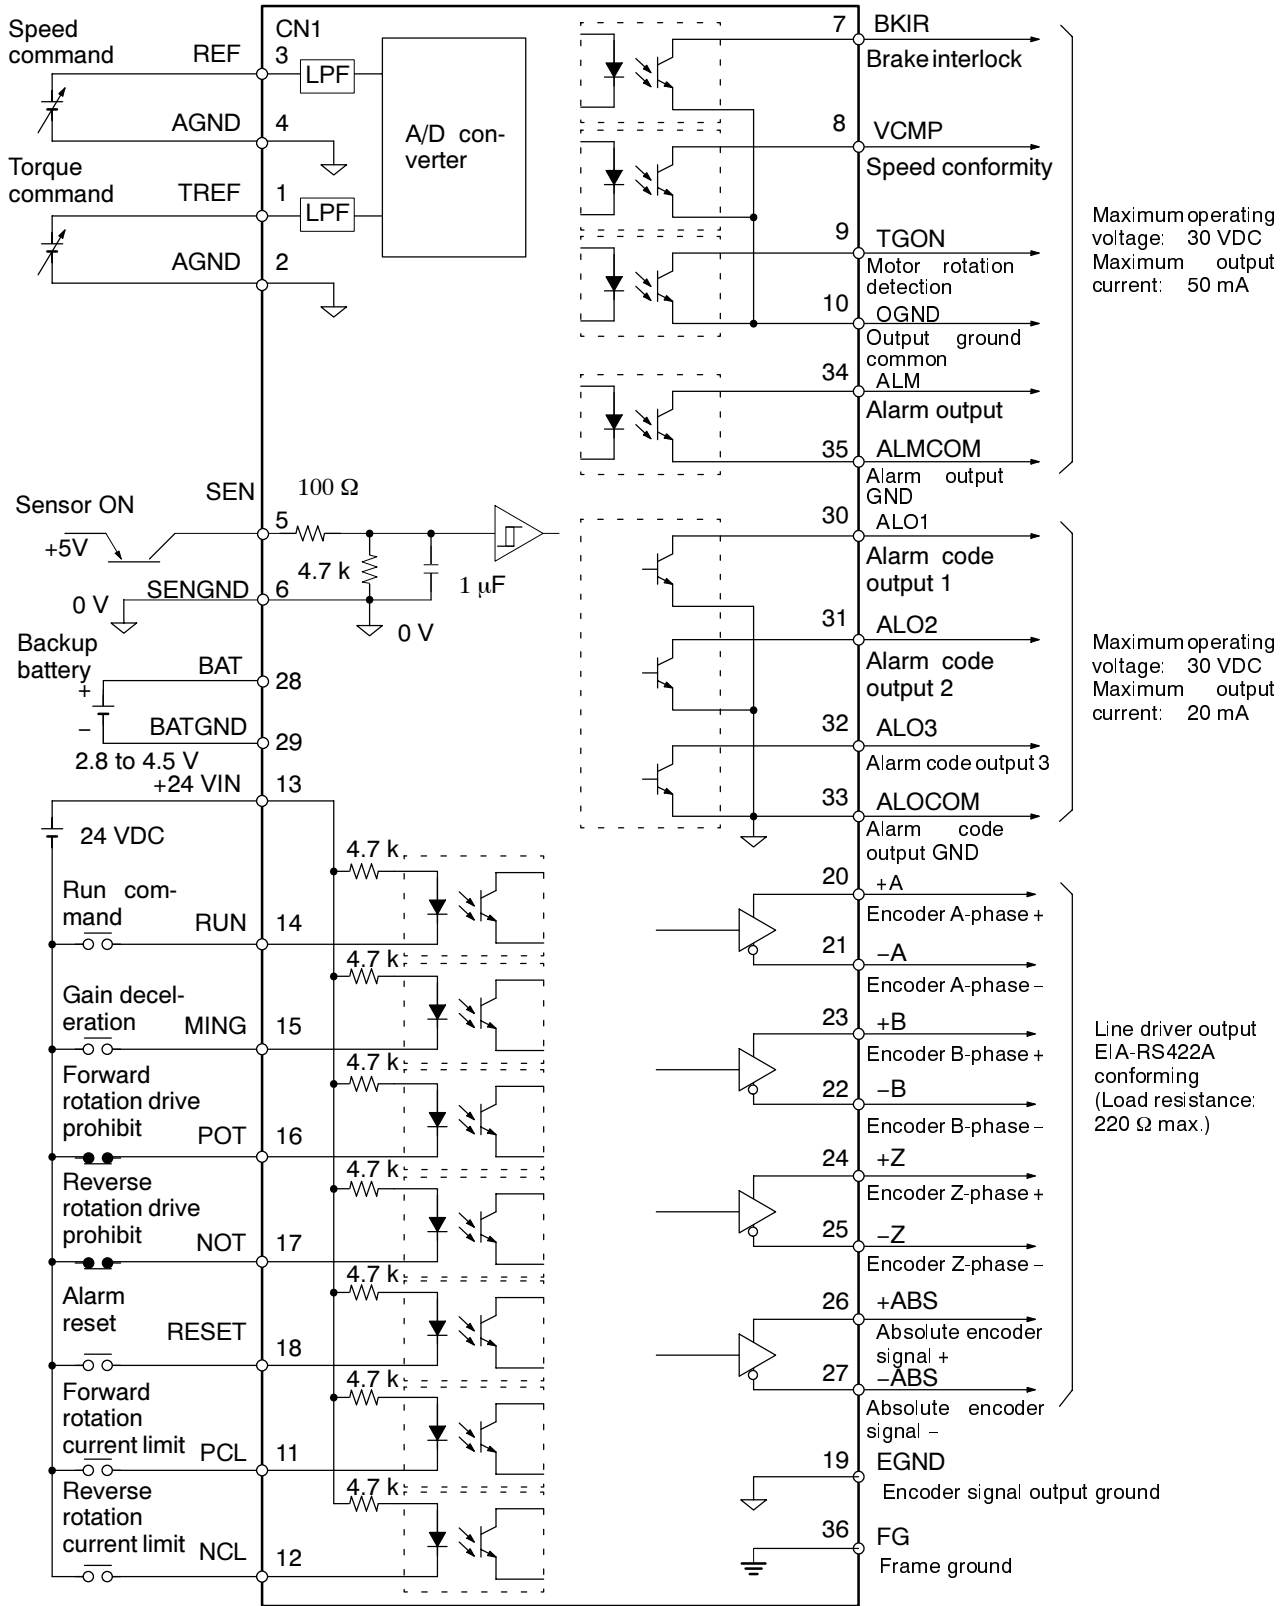 Speed
command
REF
CN1
3
LPF
AGND
4
A/D con-
verter
Torque
command
TREF
1
LPF
AGND
2
7
BKIR
Brake interlock
8
VCMP
Speed conformity
9
TGON
Motor rotation
detection
10
OGND
Output ground
common
34
ALM
Alarm output
35
ALMCOM
Alarm output
GND
Maximum operating
voltage: 30 VDC
Maximum output
current: 50 mA
Sensor ON
+5V
SEN
5
100 Ω
4.7 k
1 μF
SENGND
6
0 V
0 V
Backup
battery
+
−
BAT
28
BATGND
29
2.8 to 4.5 V
30
ALO1
Alarm code
output 1
31
ALO2
Alarm code
output 2
32
ALO3
Alarm code output 3
33
ALOCOM
Alarm code
output GND
Maximum operating
voltage: 30 VDC
Maximum output
current: 20 mA
+24 VIN
13
24 VDC
4.7 k
Run com-
mand
RUN
14
4.7 k
Gain decel-
eration
MING
15
4.7 k
Forward
rotation drive
prohibit
POT
16
4.7 k
Reverse
rotation drive
prohibit
NOT
17
4.7 k
Alarm
reset
RESET
18
4.7 k
Forward
rotation
current limit
PCL
11
4.7 k
Reverse
rotation
current limit
NCL
12
20
+A
Encoder A-phase +
21
−A
Encoder A-phase −
23
+B
Encoder B-phase +
22
−B
Encoder B-phase −
24
+Z
Encoder Z-phase +
25
−Z
Encoder Z-phase −
26
+ABS
Absolute encoder
signal +
27
−ABS
Absolute encoder
signal −
Line driver output
EIA-RS422A
conforming
(Load resistance:
220 Ω max.)
19
EGND
Encoder signal output ground
36
FG
Frame ground